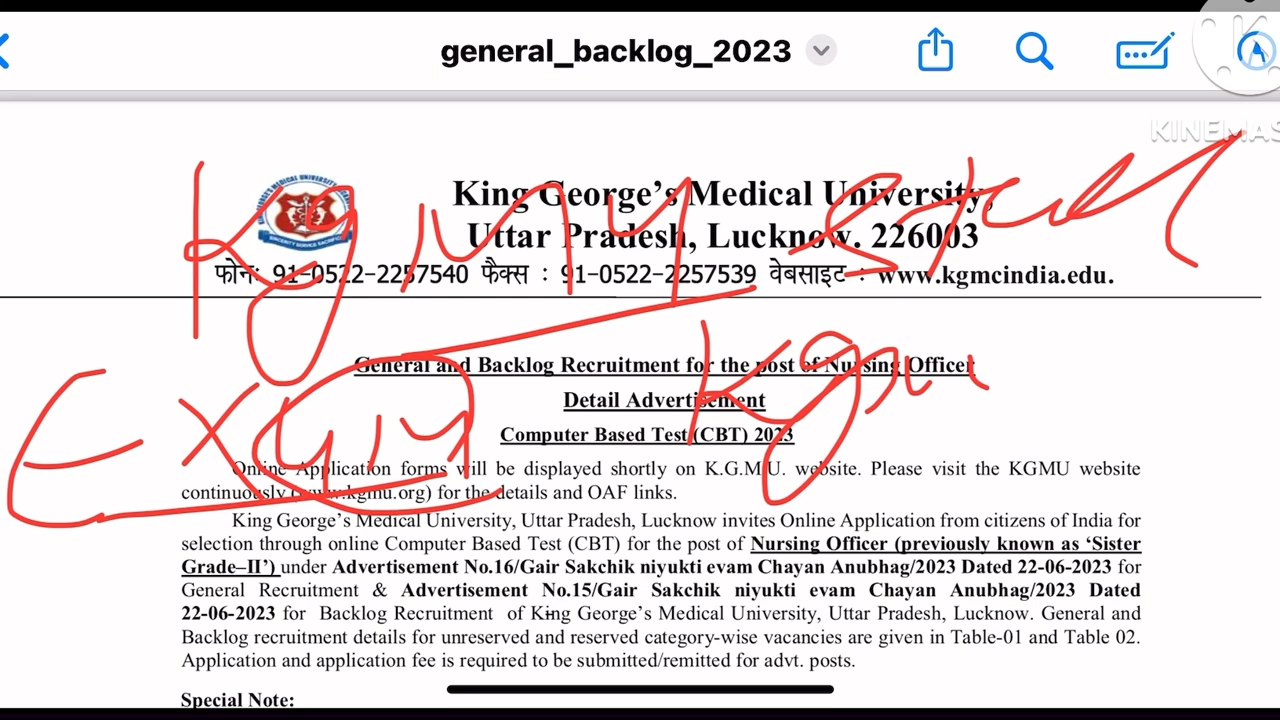 general_backlog_2023
KINEMAS
King George's Medical University,
Uttar Pradesh, Lucknow. 226003
फोन: 91-0522-2257540 फैक्स : 91-0522-2257539 वेबसाइट : www.kgmcindia.edu.
Kgmu
General and Backlog Recruitment for the post of Nursing Officer
Kgmu
Detail Advertisement
Exam
Computer Based Test (CBT) 2023
Online Application forms will be displayed shortly on K.G.M.U. website. Please visit the KGMU website
continuously (www.kgmu.org) for the details and OAF links.
King George's Medical University, Uttar Pradesh, Lucknow invites Online Application from citizens of India for
selection through online Computer Based Test (CBT) for the post of Nursing Officer (previously known as ‘Sister
Grade–II’) under Advertisement No.16/Gair Sakchik niyukti evam Chayan Anubhag/2023 Dated 22-06-2023 for
General Recruitment & Advertisement No.15/Gair Sakchik niyukti evam Chayan Anubhag/2023 Dated
22-06-2023 for Backlog Recruitment of King George's Medical University, Uttar Pradesh, Lucknow. General and
Backlog recruitment details for unreserved and reserved category-wise vacancies are given in Table-01 and Table 02.
Application and application fee is required to be submitted/remitted for advt. posts.
Special Note: